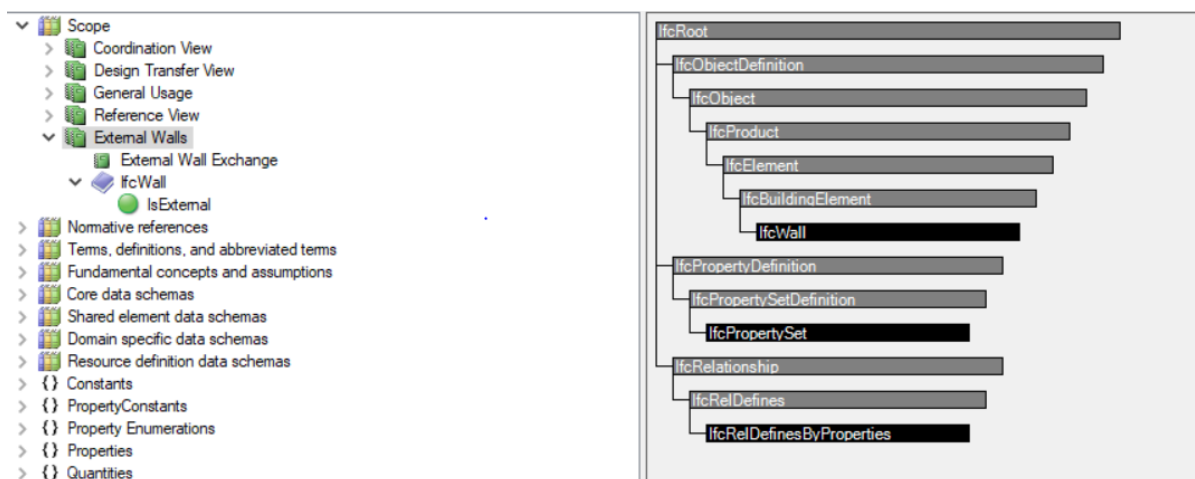 Scope
Coordination View
Design Transfer View
General Usage
Reference View
External Walls
External Wall Exchange
IfcWall
IsExternal
Normative references
Terms, definitions, and abbreviated terms
Fundamental concepts and assumptions
Core data schemas
Shared element data schemas
Domain specific data schemas
Resource definition data schemas
{} Constants
{} PropertyConstants
{} Property Enumerations
{} Properties
{} Quantities
IfcRoot
IfcObjectDefinition
IfcObject
IfcProduct
IfcElement
IfcBuildingElement
IfcWall
IfcPropertyDefinition
IfcPropertySetDefinition
IfcPropertySet
IfcRelationship
IfcRelDefines
IfcRelDefinesByProperties